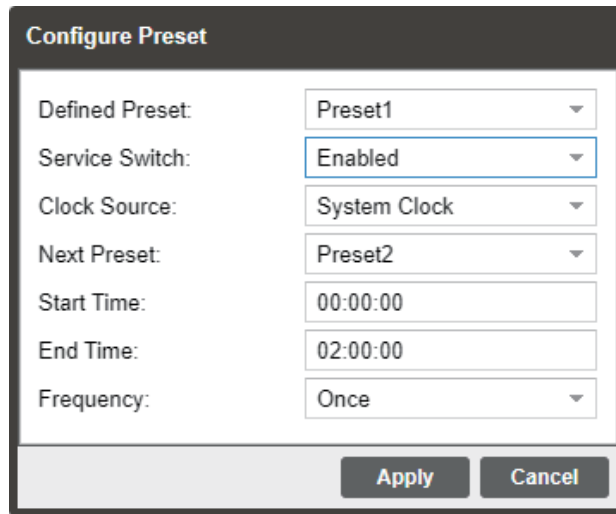 Configure Preset
Defined Preset: Preset1
Service Switch: Enabled
Clock Source: System Clock
Next Preset: Preset2
Start Time: 00:00:00
End Time: 02:00:00
Frequency: Once
Apply Cancel